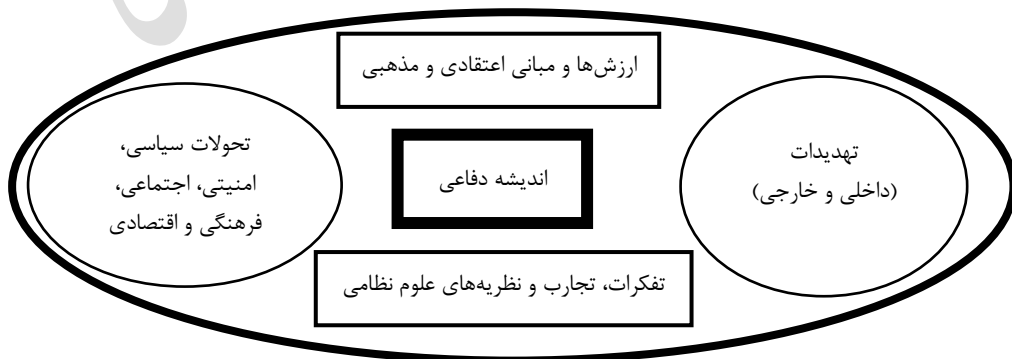 ارزش‌ها و مبانی اعتقادی و مذهبی
تهدیدات
(داخلی و خارجی)
اندیشه دفاعی
تحولات سیاسی،
امنیتی، اجتماعی،
فرهنگی و اقتصادی
تفکرات، تجارب و نظریه‌های علوم نظامی